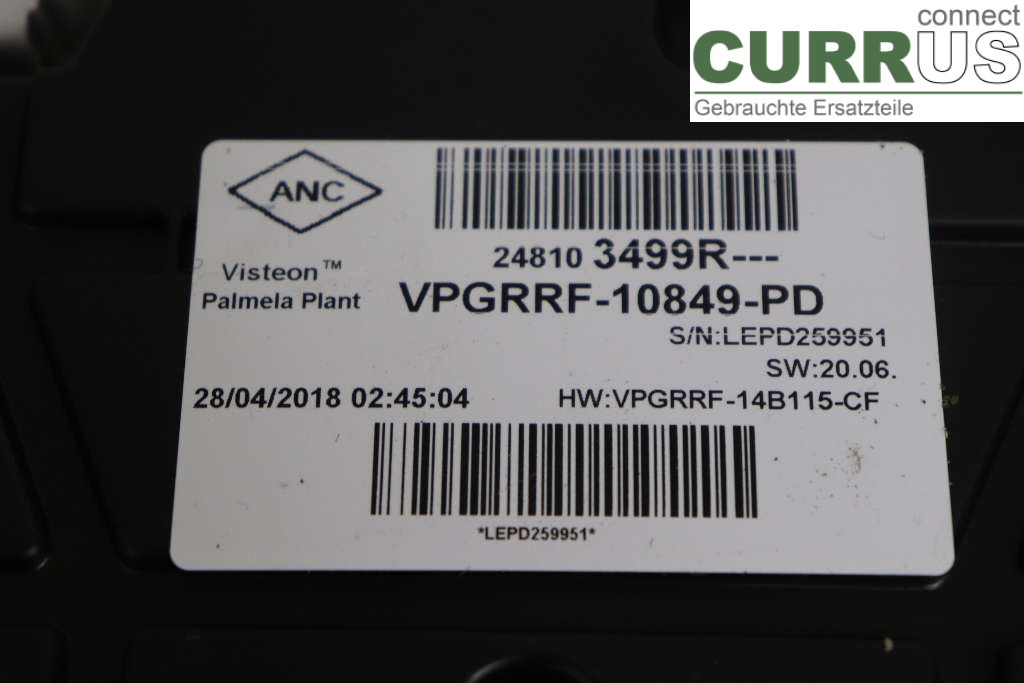 connect
CURRUS
Gebrauchte Ersatzteile
ANC
24810 3499R---
Visteon™
Palmela Plant
VPGRRF-10849-PD
S/N:LEPD259951
SW:20.06.
28/04/2018 02:45:04
HW:VPGRRF-14B115-CF
*LEPD259951*